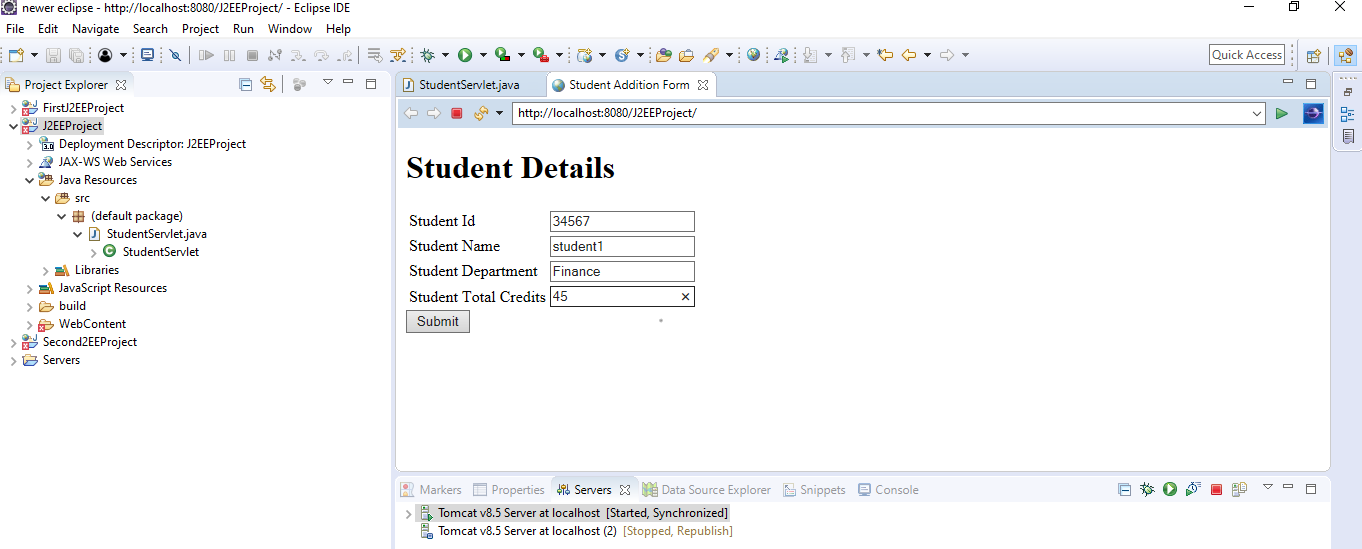 newer eclipse - http://localhost:8080/J2EEProject/ - Eclipse IDE
File Edit Navigate Search Project Run Window Help
Quick Access
Project Explorer
FirstJ2EEProject
J2EEProject
3.0 Deployment Descriptor: J2EEProject
JAX-WS Web Services
Java Resources
src
(default package)
StudentServlet.java
StudentServlet
Libraries
JavaScript Resources
build
WebContent
Second2EEProject
Servers
StudentServlet.java Student Addition Form
http://localhost:8080/J2EEProject/
Student Details
Student Id 34567
Student Name student1
Student Department Finance
Student Total Credits 45
Submit
Markers Properties Servers Data Source Explorer Snippets Console
Tomcat v8.5 Server at localhost [Started, Synchronized]
Tomcat v8.5 Server at localhost (2) [Stopped, Republish]